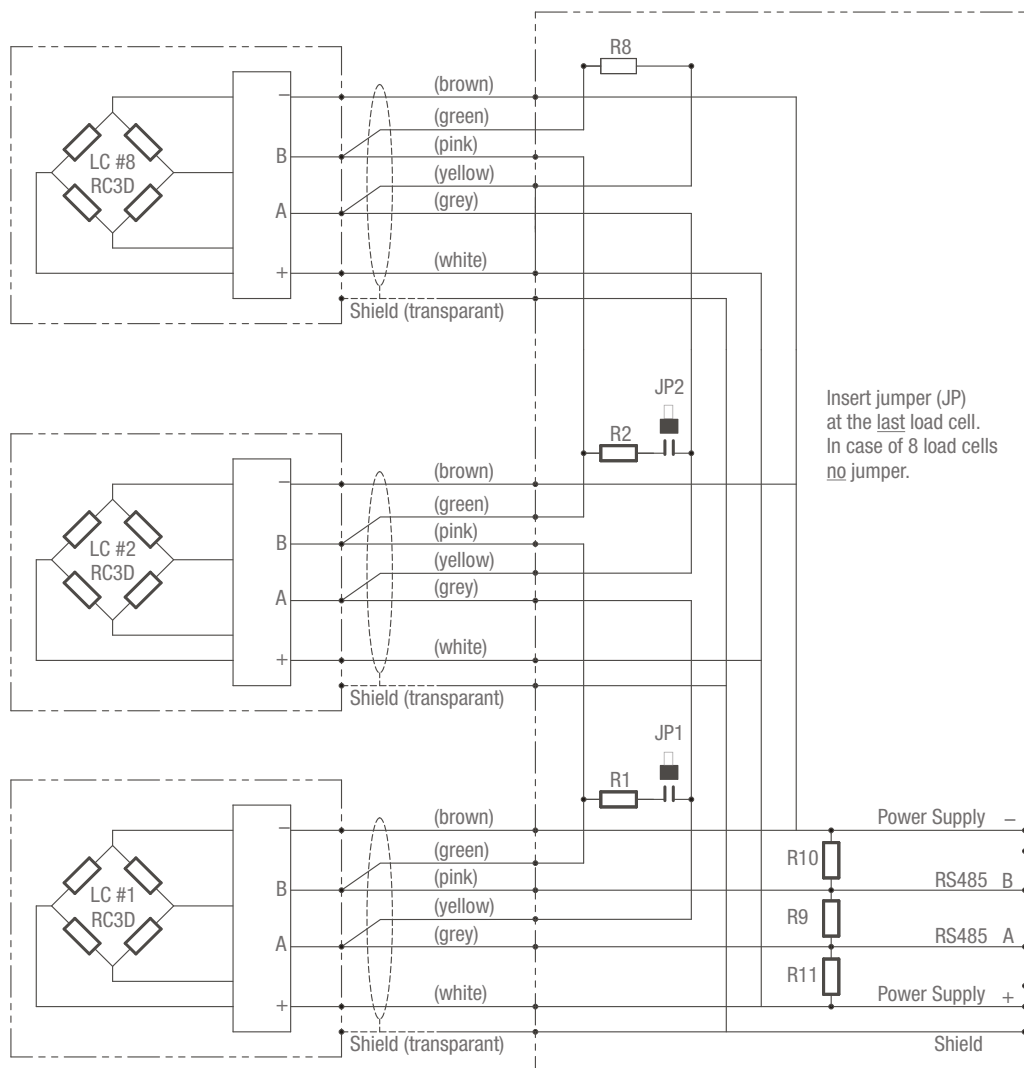 R8
(brown)
–
(green)
(pink)
B
LC #8
RC3D
(yellow)
A
(grey)
(white)
+
Shield (transparant)
JP2
R2
Insert jumper (JP)
at the last load cell.
In case of 8 load cells
no jumper.
(brown)
–
(green)
(pink)
B
LC #2
RC3D
(yellow)
A
(grey)
(white)
+
Shield (transparant)
JP1
R1
(brown)
–
Power Supply –
(green)
R10
(pink)
B
RS485 B
LC #1
RC3D
(yellow)
R9
A
(grey)
RS485 A
R11
(white)
+
Power Supply +
Shield (transparant)
Shield